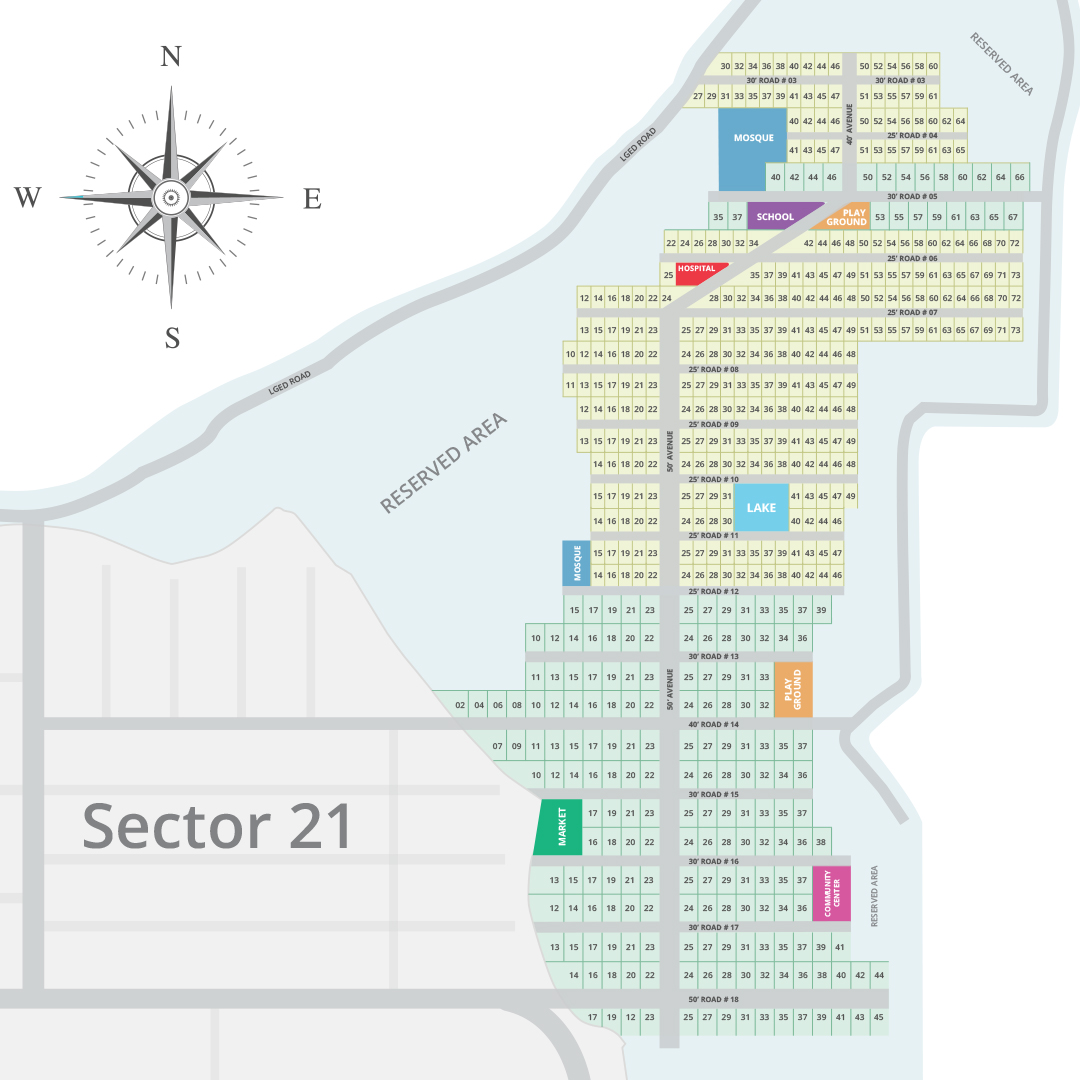 N
W
E
S
RESERVED AREA
30 32 34 36 38 40 42 44 46
50 52 54 56 58 60
30' ROAD # 03
30' ROAD # 03
27 29 31 33 35 37 39 41 43 45 47
51 53 55 57 59 61
40' AVENUE
LGED ROAD
MOSQUE
40 42 44 46
50 52 54 56 58 60 62 64
25' ROAD # 04
41 43 45 47
51 53 55 57 59 61 63 65
40 42 44 46
50 52 54 56 58 60 62 64 66
30' ROAD # 05
35 37
SCHOOL
PLAY
GROUND
53 55 57 59 61 63 65 67
22 24 26 28 30 32 34
42 44 46 48 50 52 54 56 58 60 62 64 66 68 70 72
25' ROAD # 06
25
HOSPITAL
35 37 39 41 43 45 47 49 51 53 55 57 59 61 63 65 67 69 71 73
12 14 16 18 20 22 24
28 30 32 34 36 38 40 42 44 46 48 50 52 54 56 58 60 62 64 66 68 70 72
25' ROAD # 07
13 15 17 19 21 23
25 27 29 31 33 35 37 39 41 43 45 47 49 51 53 55 57 59 61 63 65 67 69 71 73
10 12 14 16 18 20 22
24 26 28 30 32 34 36 38 40 42 44 46 48
25' ROAD # 08
LGED ROAD
11 13 15 17 19 21 23
25 27 29 31 33 35 37 39 41 43 45 47 49
12 14 16 18 20 22
24 26 28 30 32 34 36 38 40 42 44 46 48
25' ROAD # 09
50' AVENUE
RESERVED AREA
13 15 17 19 21 23
25 27 29 31 33 35 37 39 41 43 45 47 49
14 16 18 20 22
24 26 28 30 32 34 36 38 40 42 44 46 48
25' ROAD # 10
15 17 19 21 23
25 27 29 31
LAKE
41 43 45 47 49
14 16 18 20 22
24 26 28 30
40 42 44 46
25' ROAD # 11
MOSQUE
15 17 19 21 23
25 27 29 31 33 35 37 39 41 43 45 47
14 16 18 20 22
24 26 28 30 32 34 36 38 40 42 44 46
25' ROAD # 12
15 17 19 21 23
25 27 29 31 33 35 37 39
10 12 14 16 18 20 22
24 26 28 30 32 34 36
30' ROAD # 13
50' AVENUE
11 13 15 17 19 21 23
25 27 29 31 33
PLAY
GROUND
02 04 06 08 10 12 14 16 18 20 22
24 26 28 30 32
40' ROAD # 14
07 09 11 13 15 17 19 21 23
25 27 29 31 33 35 37
10 12 14 16 18 20 22
24 26 28 30 32 34 36
30' ROAD # 15
Sector 21
MARKET
17 19 21 23
25 27 29 31 33 35 37
16 18 20 22
24 26 28 30 32 34 36 38
30' ROAD # 16
13 15 17 19 21 23
25 27 29 31 33 35 37
COMMUNITY
CENTER
RESERVED AREA
12 14 16 18 20 22
24 26 28 30 32 34 36
30' ROAD # 17
13 15 17 19 21 23
25 27 29 31 33 35 37 39 41
14 16 18 20 22
24 26 28 30 32 34 36 38 40 42 44
50' ROAD # 18
17 19 12 23
25 27 29 31 33 35 37 39 41 43 45